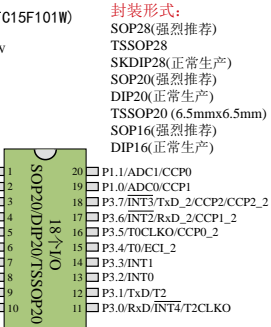 C15F101W)
封装形式：
SOP28(强烈推荐)
TSSOP28
SKDIP28(正常生产)
SOP20(强烈推荐)
DIP20(正常生产)
TSSOP20 (6.5mmx6.5mm)
SOP16(强烈推荐)
DIP16(正常生产)
1
2
3
4
5
6
7
8
9
10
SOP20/DIP20/TSSOP20
18个I/O
20 P1.1/ADC1/CCP0
19 P1.0/ADC0/CCP1
18 P3.7/INT3/TxD_2/CCP2/CCP2_2
17 P3.6/INT2/RxD_2/CCP1_2
16 P3.5/T0CLKO/CCP0_2
15 P3.4/T0/ECI_2
14 P3.3/INT1
13 P3.2/INT0
12 P3.1/TxD/T2
11 P3.0/RxD/INT4/T2CLKO